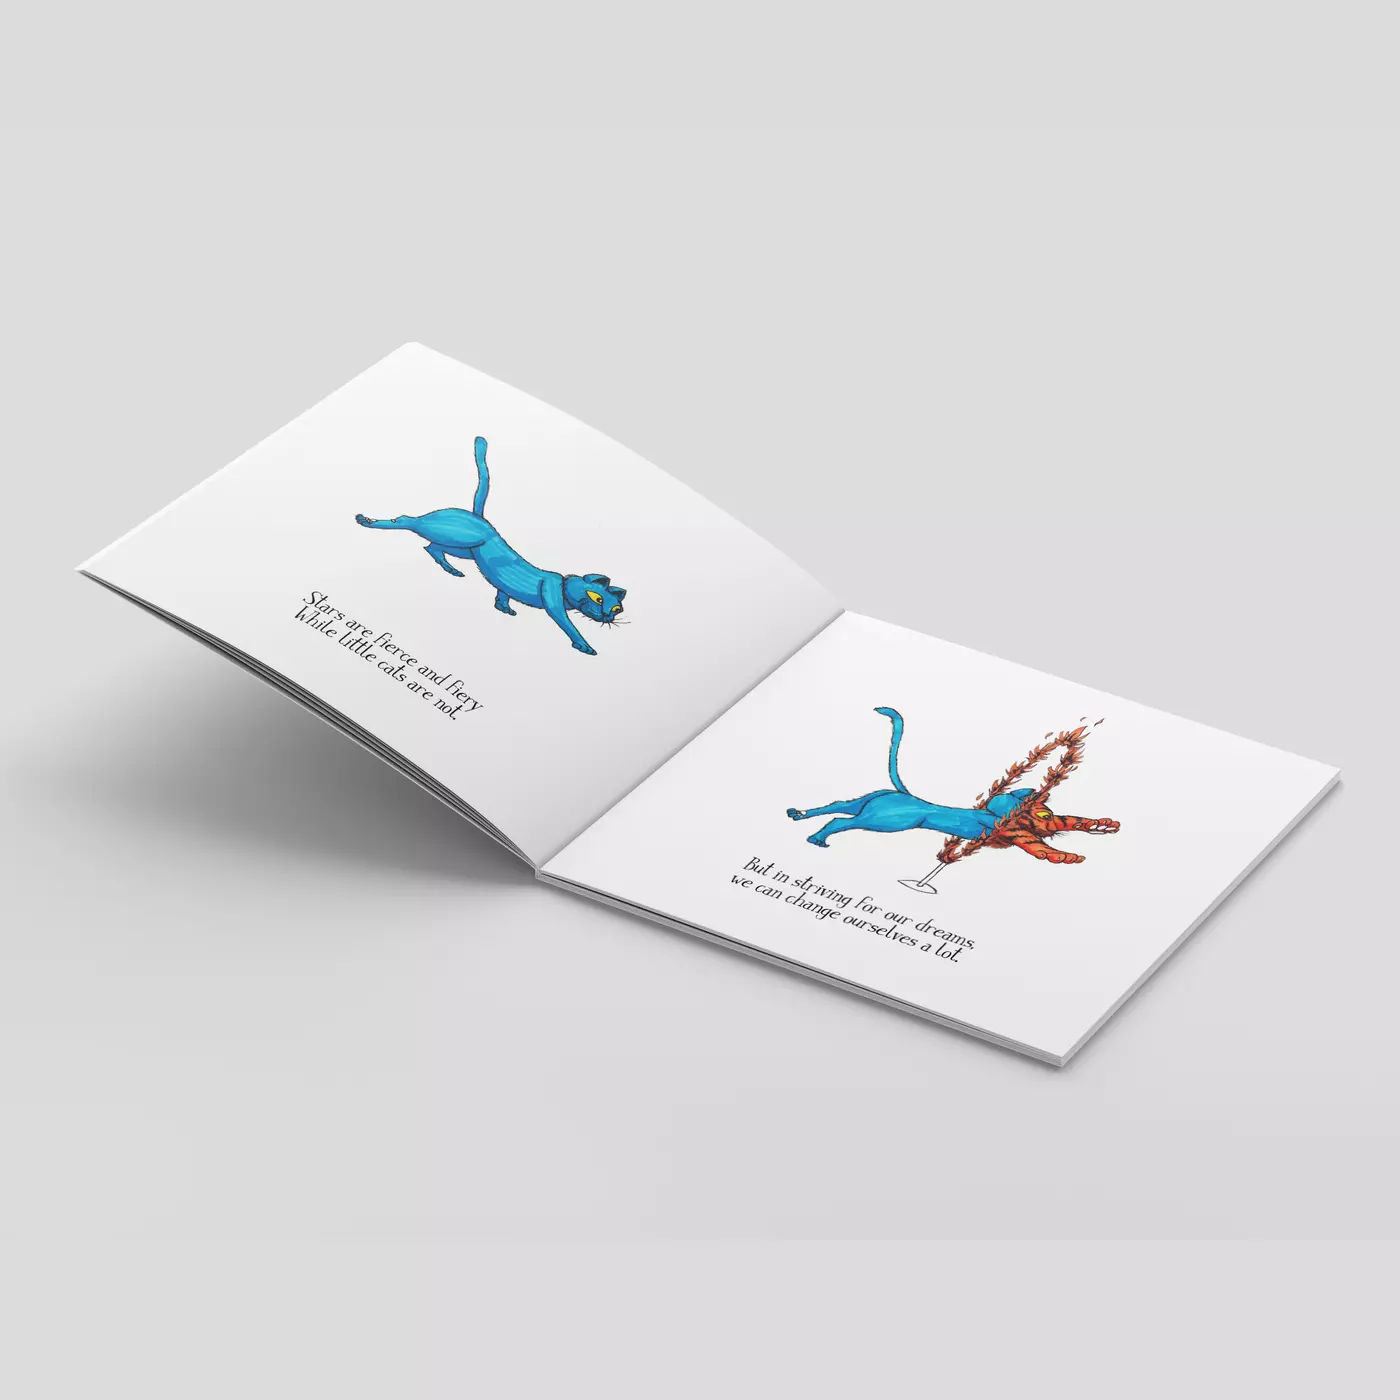 Stars are fierce and fiery
While little cats are not.
But in striving for our dreams,
we can change ourselves a lot.